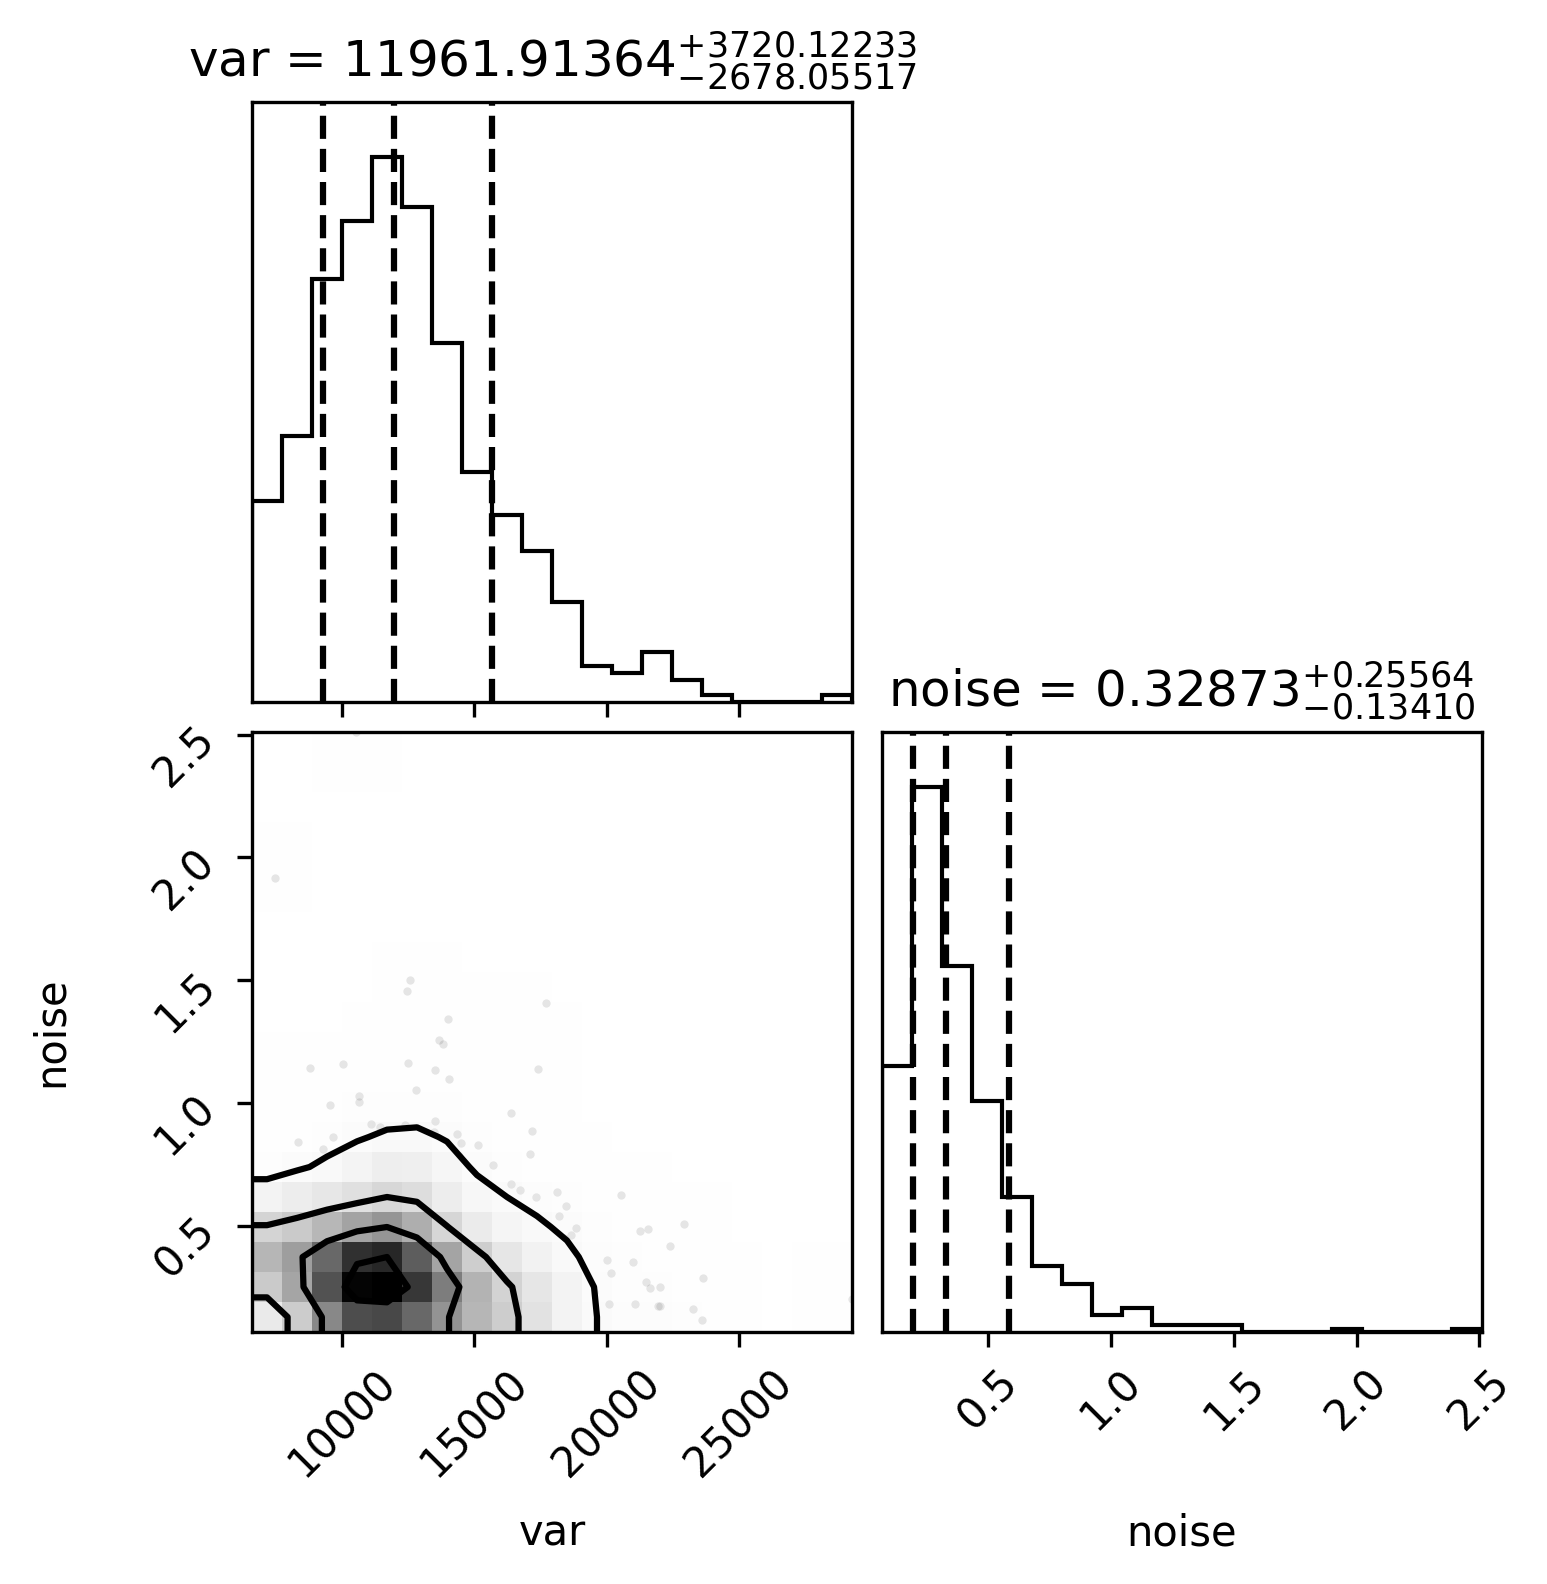 var = 11961.91364+3720.12233−2678.05517
noise = 0.32873+0.25564−0.13410
2.5
2.0
1.5
1.0
0.5
noise
10000 15000 20000 25000
var
0.5 1.0 1.5 2.0 2.5
noise